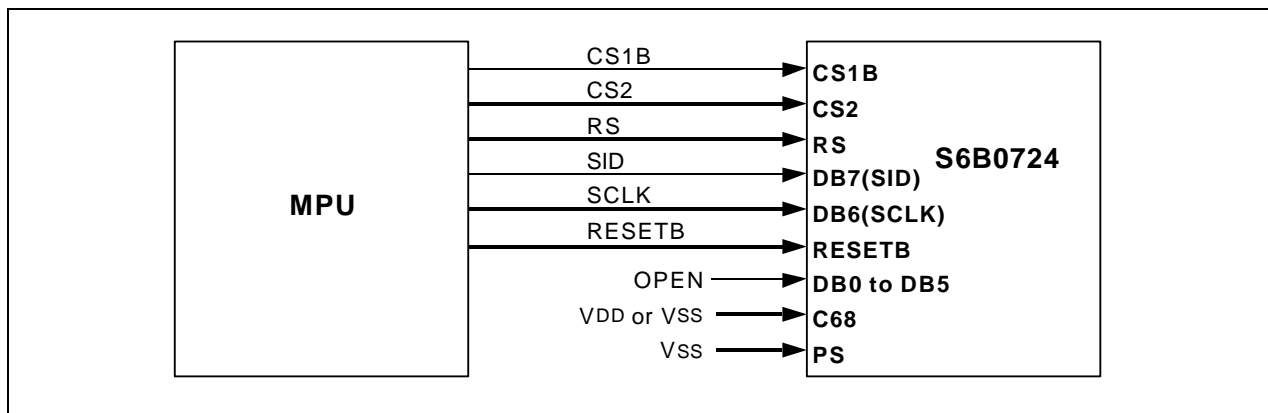 MPU
CS1B
CS2
RS
SID
SCLK
RESETB
OPEN
VDD or VSS
VSS
CS1B
CS2
RS
DB7(SID)
DB6(SCLK)
RESETB
DB0 to DB5
C68
PS
S6B0724